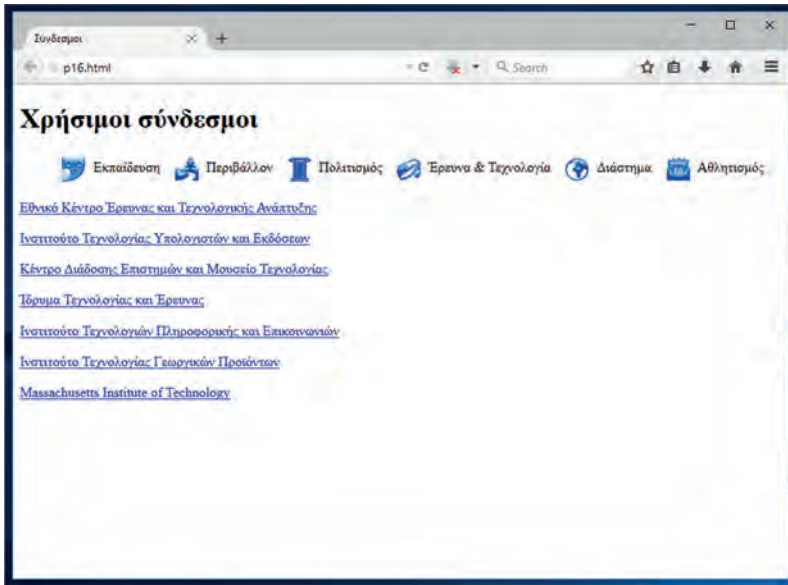 Σύνδεσμοι
p16.html
Search
Χρήσιμοι σύνδεσμοι
Εκπαίδευση Περιβάλλον Πολιτισμός Έρευνα & Τεχνολογία Διάστημα Αθλητισμός
Εθνικό Κέντρο Έρευνας και Τεχνολογικής Ανάπτυξης
Ινστιτούτο Τεχνολογίας Υπολογιστών και Εκδόσεων
Κέντρο Διάδοσης Επιστημών και Μουσείο Τεχνολογίας
Ίδρυμα Τεχνολογίας και Έρευνας
Ινστιτούτο Τεχνολογιών Πληροφορικής και Επικοινωνιών
Ινστιτούτο Τεχνολογίας Γεωργικών Προϊόντων
Massachusetts Institute of Technology